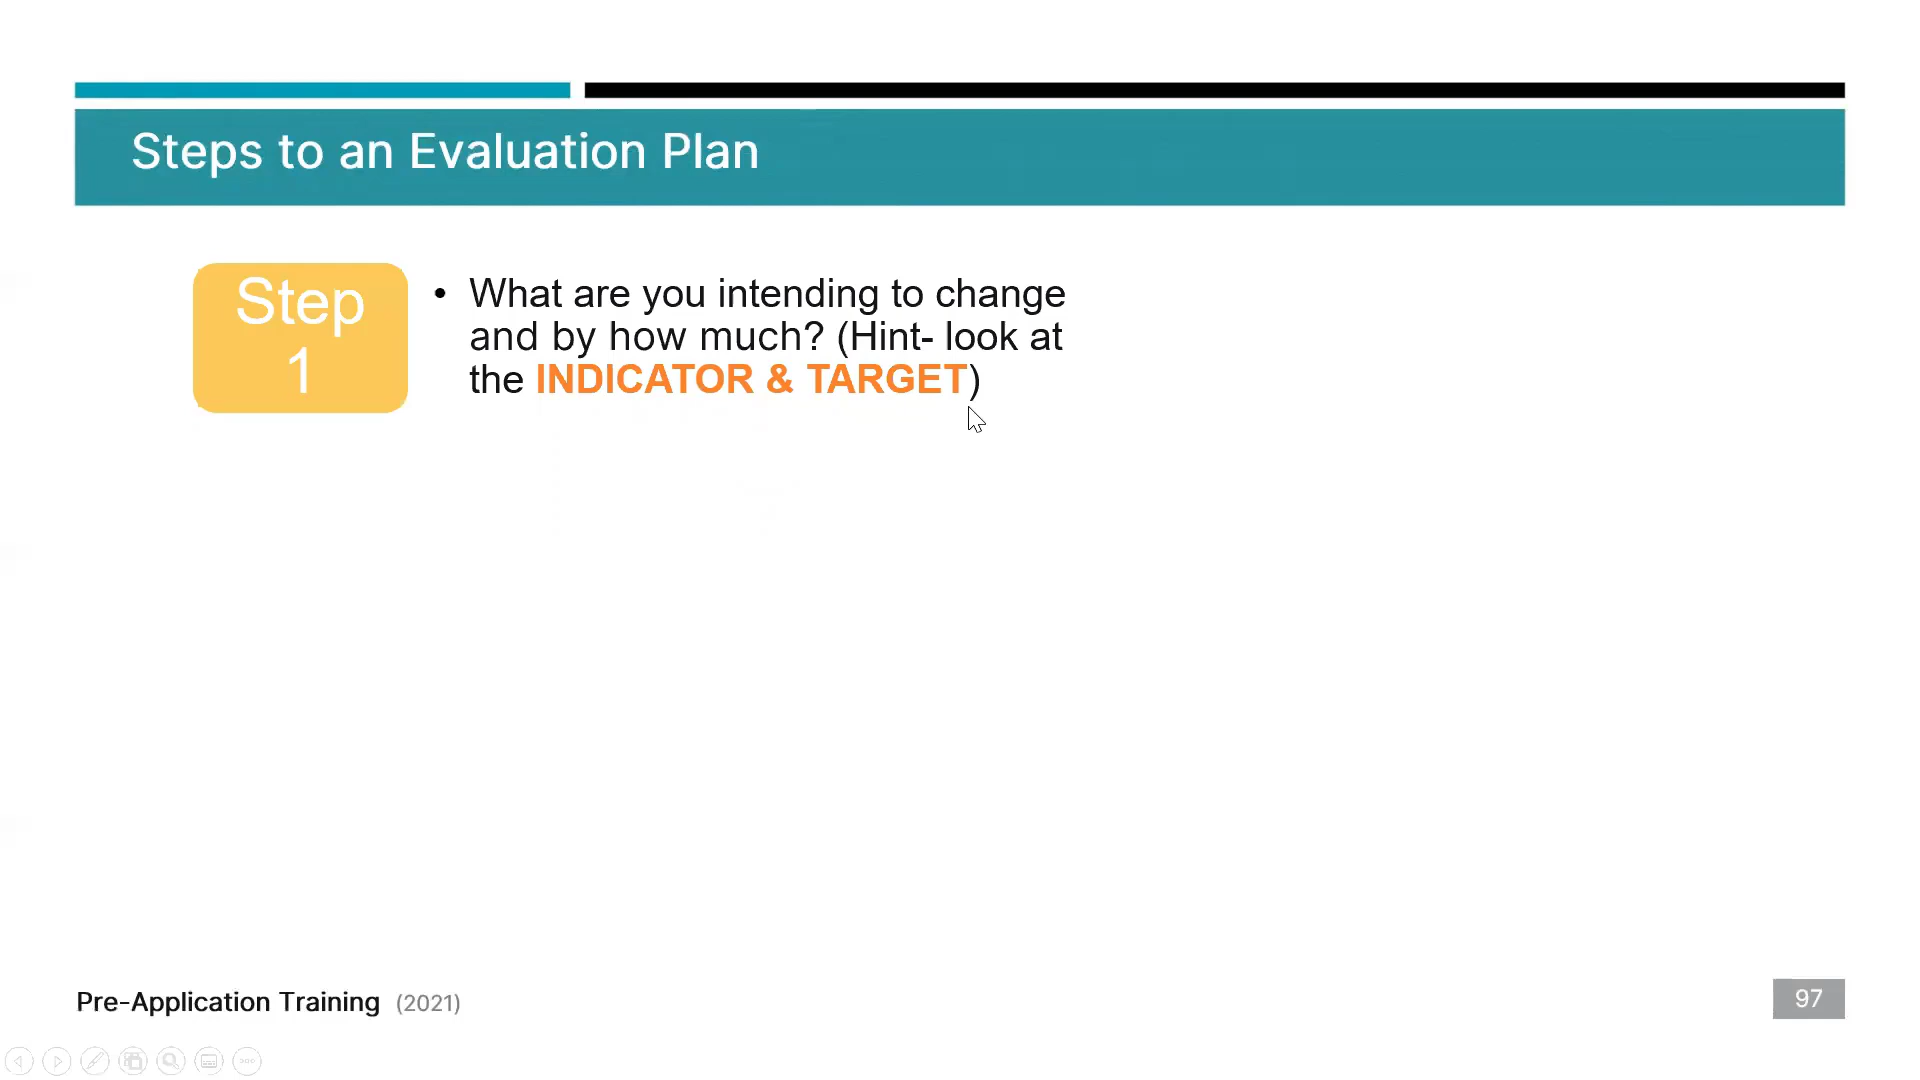 Steps to an Evaluation Plan
Step
1
• What are you intending to change
and by how much? (Hint- look at
the INDICATOR & TARGET)
Pre-Application Training (2021)
97